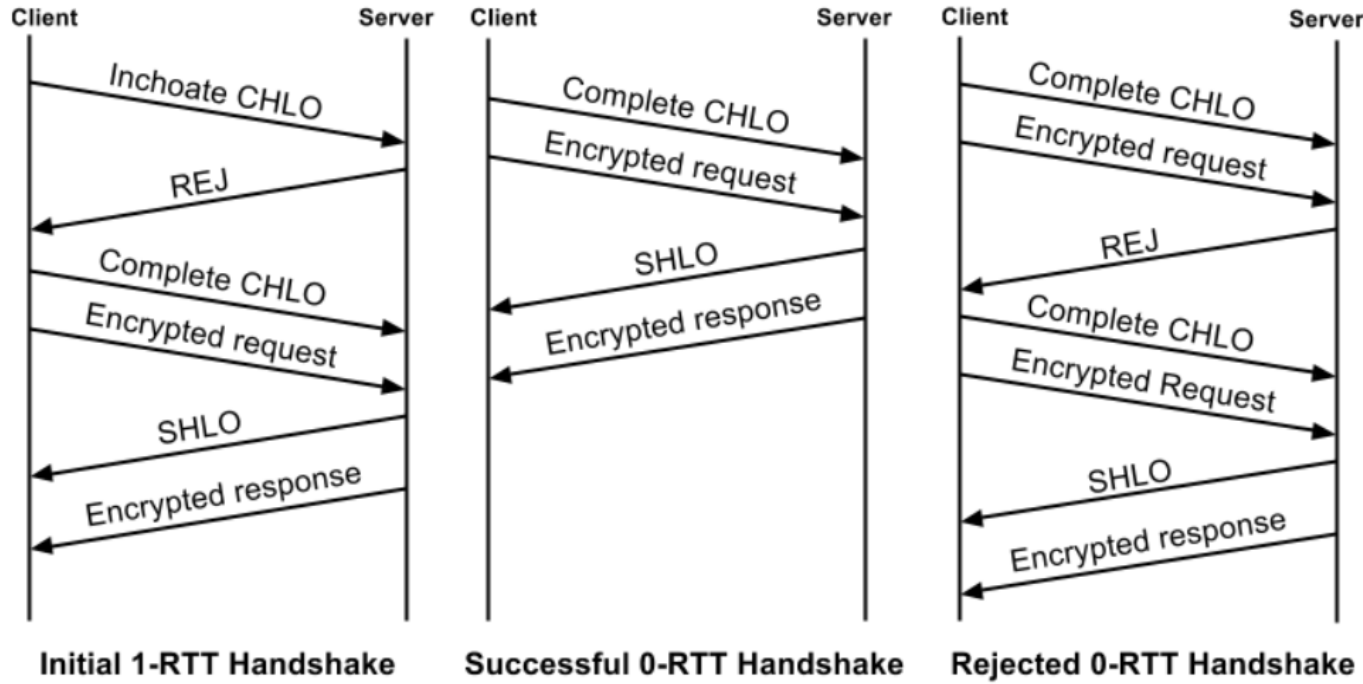 Client
Server
Inchoate CHLO
REJ
Complete CHLO
Encrypted request
SHLO
Encrypted response
Initial 1-RTT Handshake
Client
Server
Complete CHLO
Encrypted request
SHLO
Encrypted response
Successful 0-RTT Handshake
Client
Server
Complete CHLO
Encrypted request
REJ
Complete CHLO
Encrypted Request
SHLO
Encrypted response
Rejected 0-RTT Handshake